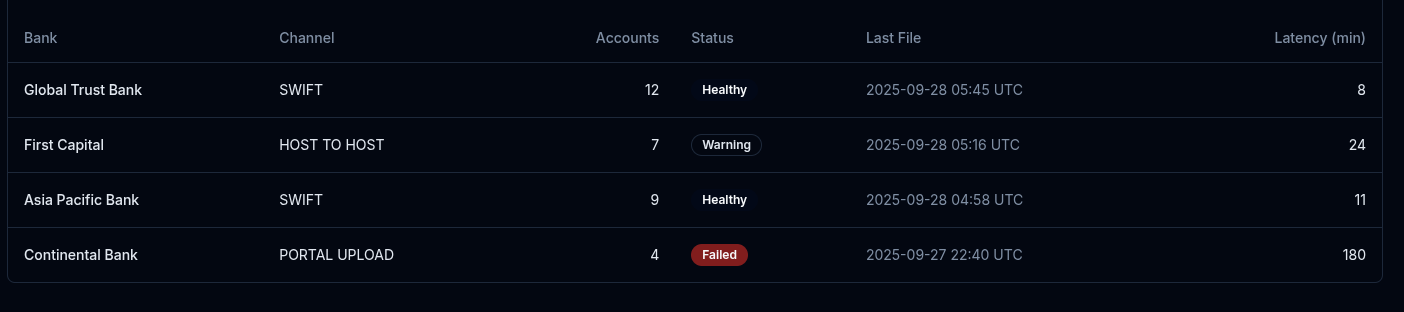 Bank Channel Accounts Status Last File Latency (min)
Global Trust Bank SWIFT 12 Healthy 2025-09-28 05:45 UTC 8
First Capital HOST TO HOST 7 Warning 2025-09-28 05:16 UTC 24
Asia Pacific Bank SWIFT 9 Healthy 2025-09-28 04:58 UTC 11
Continental Bank PORTAL UPLOAD 4 Failed 2025-09-27 22:40 UTC 180